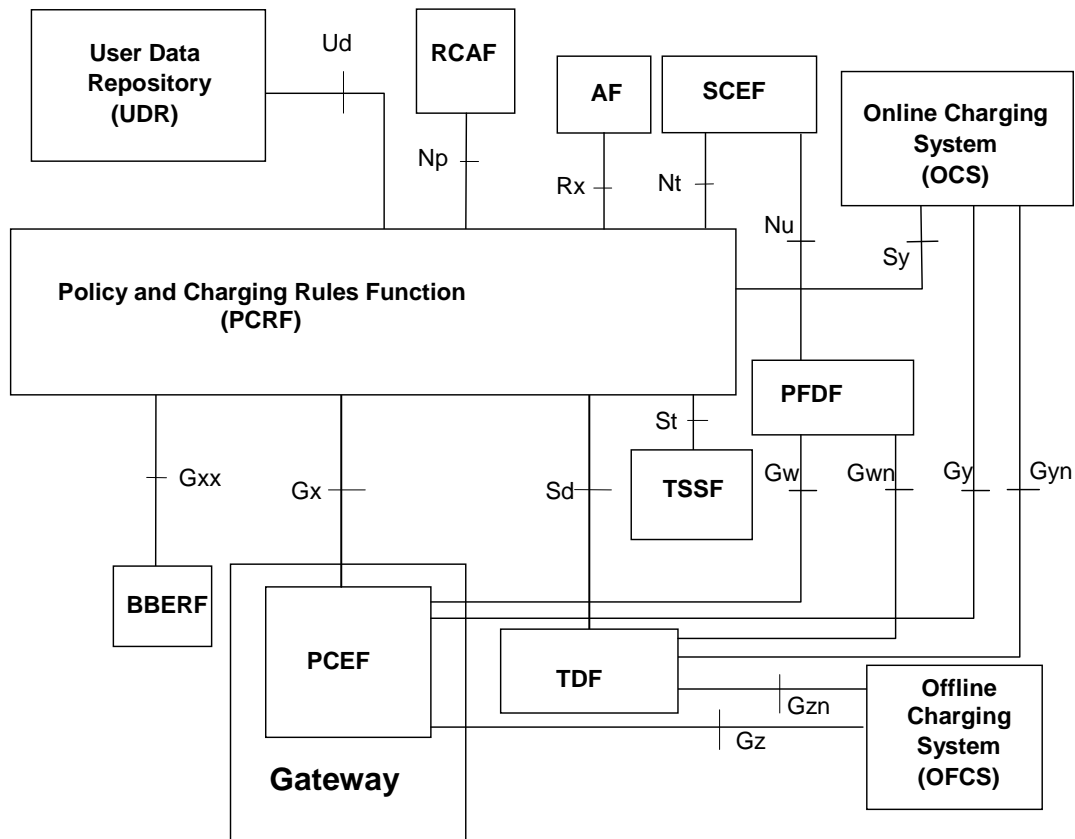 User Data
Repository
(UDR)
Ud
RCAF
AF
SCEF
Online Charging
System
(OCS)
Np
Rx
Nt
Nu
Sy
Policy and Charging Rules Function
(PCRF)
PFDF
St
Gxx
Gx
Sd
TSSF
Gw
Gwn
Gy
Gyn
BBERF
PCEF
TDF
Offline
Charging
System
(OFCS)
Gzn
Gz
Gateway